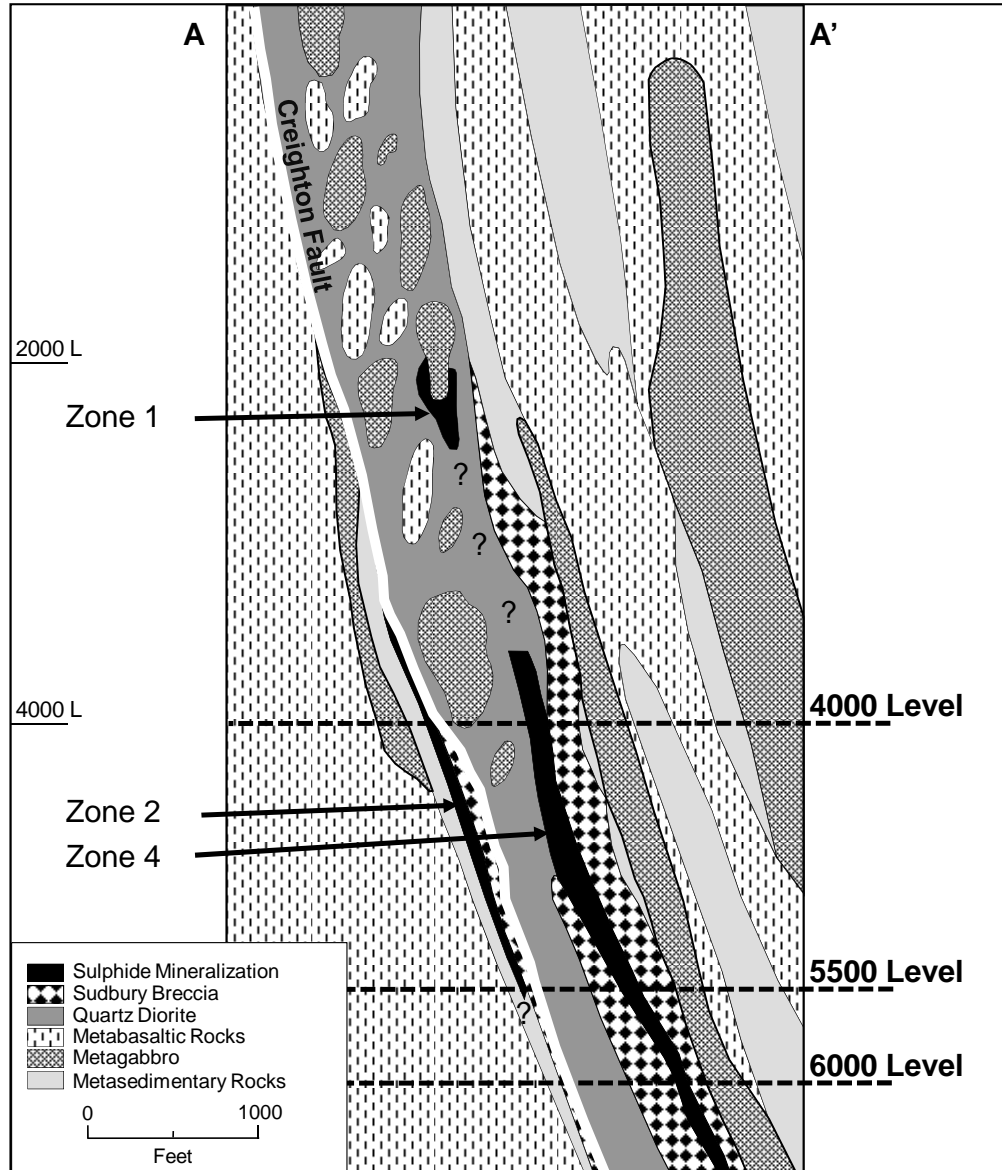 A
A’
Creighton Fault
2000 L
Zone 1
?
?
?
4000 L
4000 Level
Zone 2
Zone 4
5500 Level
?
6000 Level
Sulphide Mineralization
Sudbury Breccia
Quartz Diorite
Metabasaltic Rocks
Metagabbro
Metasedimentary Rocks
0 1000
Feet